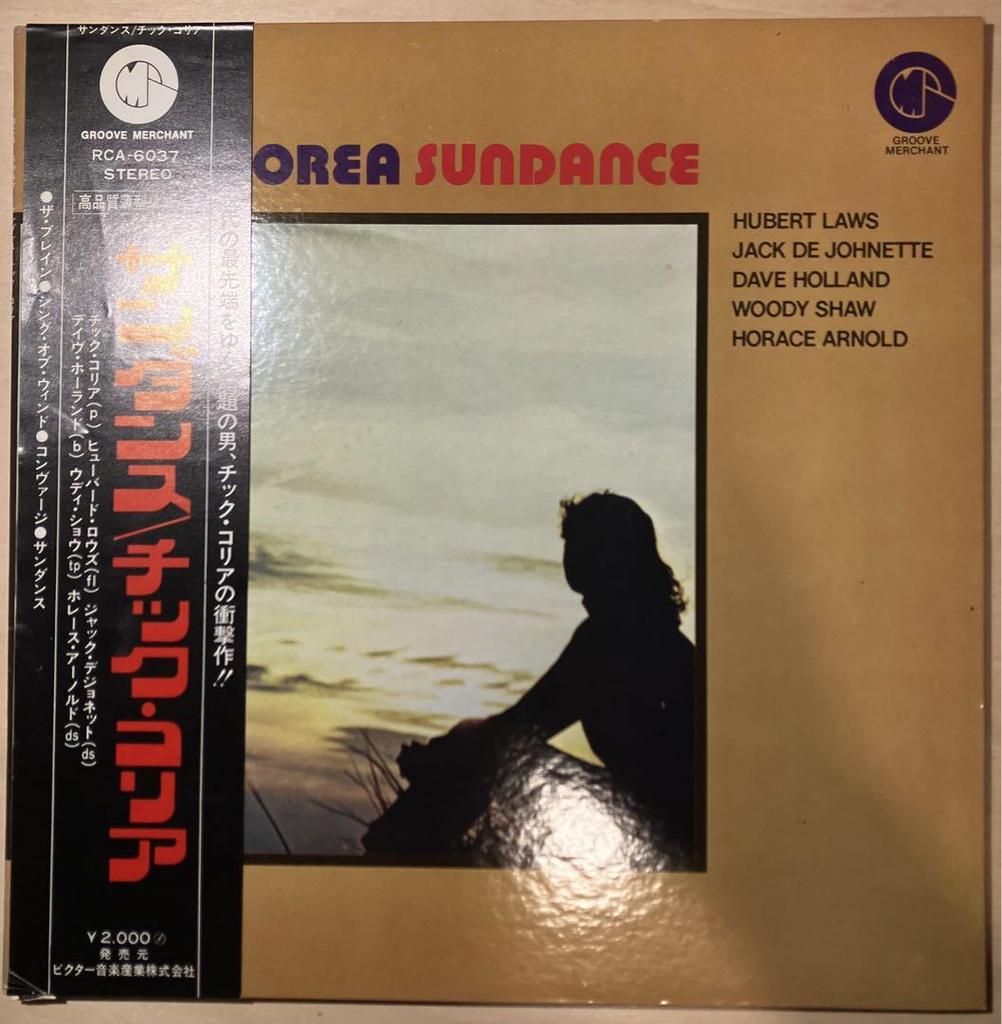 サンダンス/チック・コリア
GROOVE MERCHANT
RCA-6037
STEREO
高品質
の最先端をゆ
題の男、チック・コリアの衝撃作!!
サンダンス/チック・コリア
チック・コリア(p) ヒューバード・ロウズ(fl) ジャック・デジョネット(ds)
デイヴ・ホーランド(b) ウディ・ショウ(tp) ホレース・アーノルド(ds)
●ザ・ブレイン●ソング・オブ・ウィンド●コンヴァージ●サンダンス
¥2.000
発売元
ビクター音楽産業株式会社
OREA SUNDANCE
GROOVE
MERCHANT
HUBERT LAWS
JACK DE JOHNETTE
DAVE HOLLAND
WOODY SHAW
HORACE ARNOLD